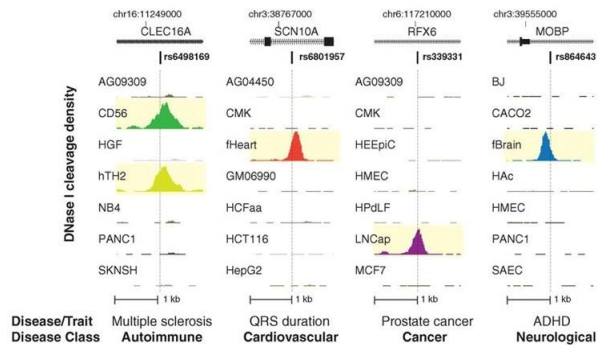 chr16:11249000 chr3:38767000 chr6:117210000 chr3:39555000
CLEC16A SCN10A RFX6 MOBP
rs6498169 rs6801957 rs339331 rs864643
DNase I cleavage density
AG09309 AG04450 AG09309 BJ
CD56 CMK CMK CACO2
HGF fHeart HEEpiC fBrain
hTH2 GM06990 HMEC HAc
NB4 HCFaa HPdLF HMEC
PANC1 HCT116 LNCap PANC1
SKNSH HepG2 MCF7 SAEC
1 kb 1 kb 1 kb 1 kb
Disease/Trait Multiple sclerosis QRS duration Prostate cancer ADHD
Disease Class Autoimmune Cardiovascular Cancer Neurological